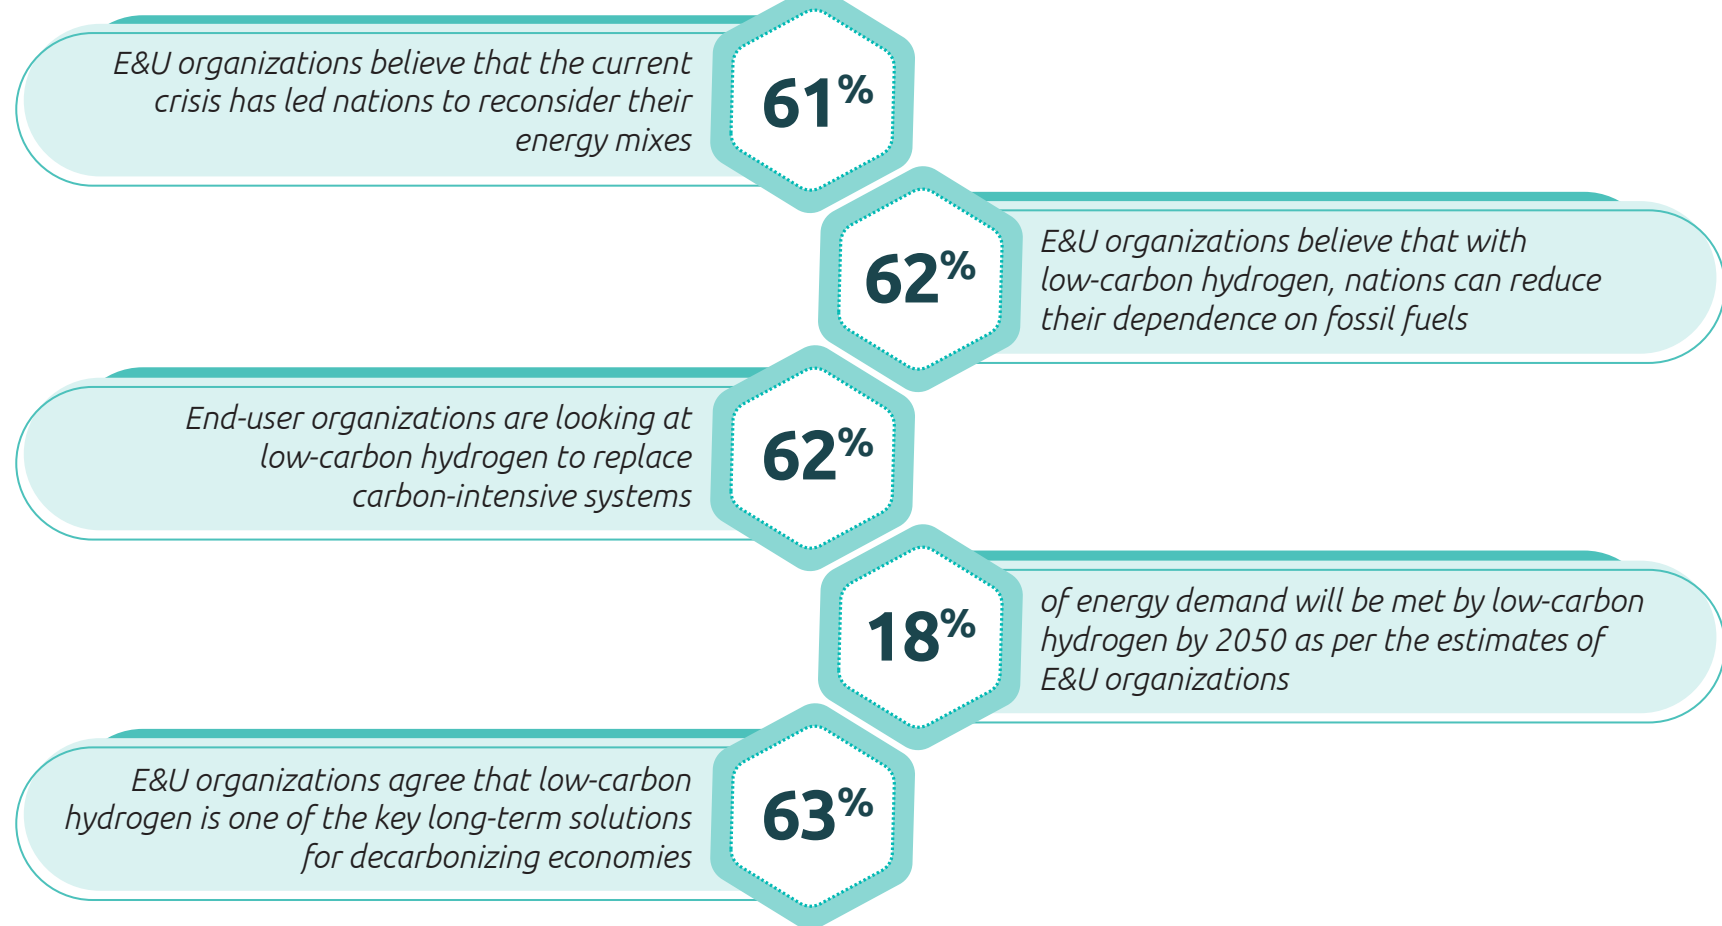 E&U organizations believe that the current
crisis has led nations to reconsider their
energy mixes
61%
62%
E&U organizations believe that with
low-carbon hydrogen, nations can reduce
their dependence on fossil fuels
End-user organizations are looking at
low-carbon hydrogen to replace
carbon-intensive systems
62%
18%
of energy demand will be met by low-carbon
hydrogen by 2050 as per the estimates of
E&U organizations
E&U organizations agree that low-carbon
hydrogen is one of the key long-term solutions
for decarbonizing economies
63%